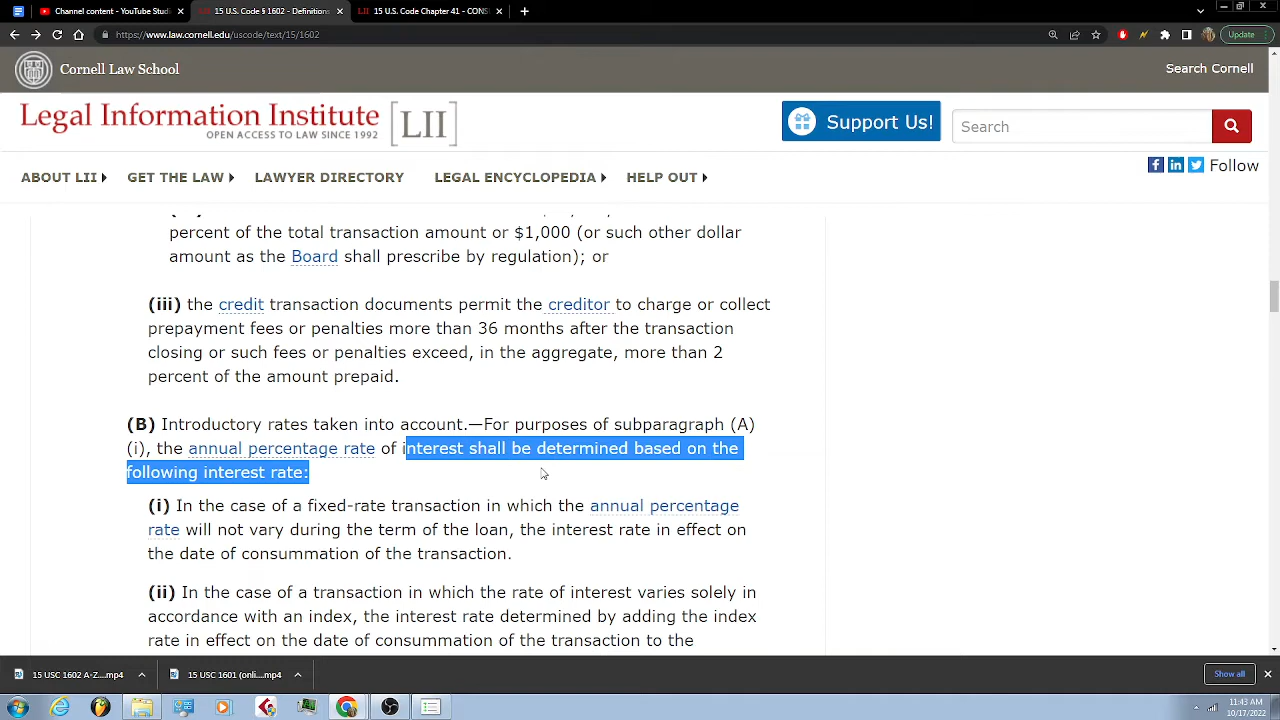 Channel content - YouTube Studi
LII 15 U.S. Code § 1602 - Definitions
LII 15 U.S. Code Chapter 41 - CONS
https://www.law.cornell.edu/uscode/text/15/1602
Update
Cornell Law School
Search Cornell
Legal Information Institute [LII]
OPEN ACCESS TO LAW SINCE 1992
Support Us!
Search
ABOUT LII GET THE LAW LAWYER DIRECTORY LEGAL ENCYCLOPEDIA HELP OUT
Follow
percent of the total transaction amount or $1,000 (or such other dollar
amount as the Board shall prescribe by regulation); or
(iii) the credit transaction documents permit the creditor to charge or collect
prepayment fees or penalties more than 36 months after the transaction
closing or such fees or penalties exceed, in the aggregate, more than 2
percent of the amount prepaid.
(B) Introductory rates taken into account.—For purposes of subparagraph (A)
(i), the annual percentage rate of interest shall be determined based on the
following interest rate:
(i) In the case of a fixed-rate transaction in which the annual percentage
rate will not vary during the term of the loan, the interest rate in effect on
the date of consummation of the transaction.
(ii) In the case of a transaction in which the rate of interest varies solely in
accordance with an index, the interest rate determined by adding the index
rate in effect on the date of consummation of the transaction to the
15 USC 1602 A-Z....mp4
15 USC 1601 (onli....mp4
Show all
11:43 AM
10/17/2022